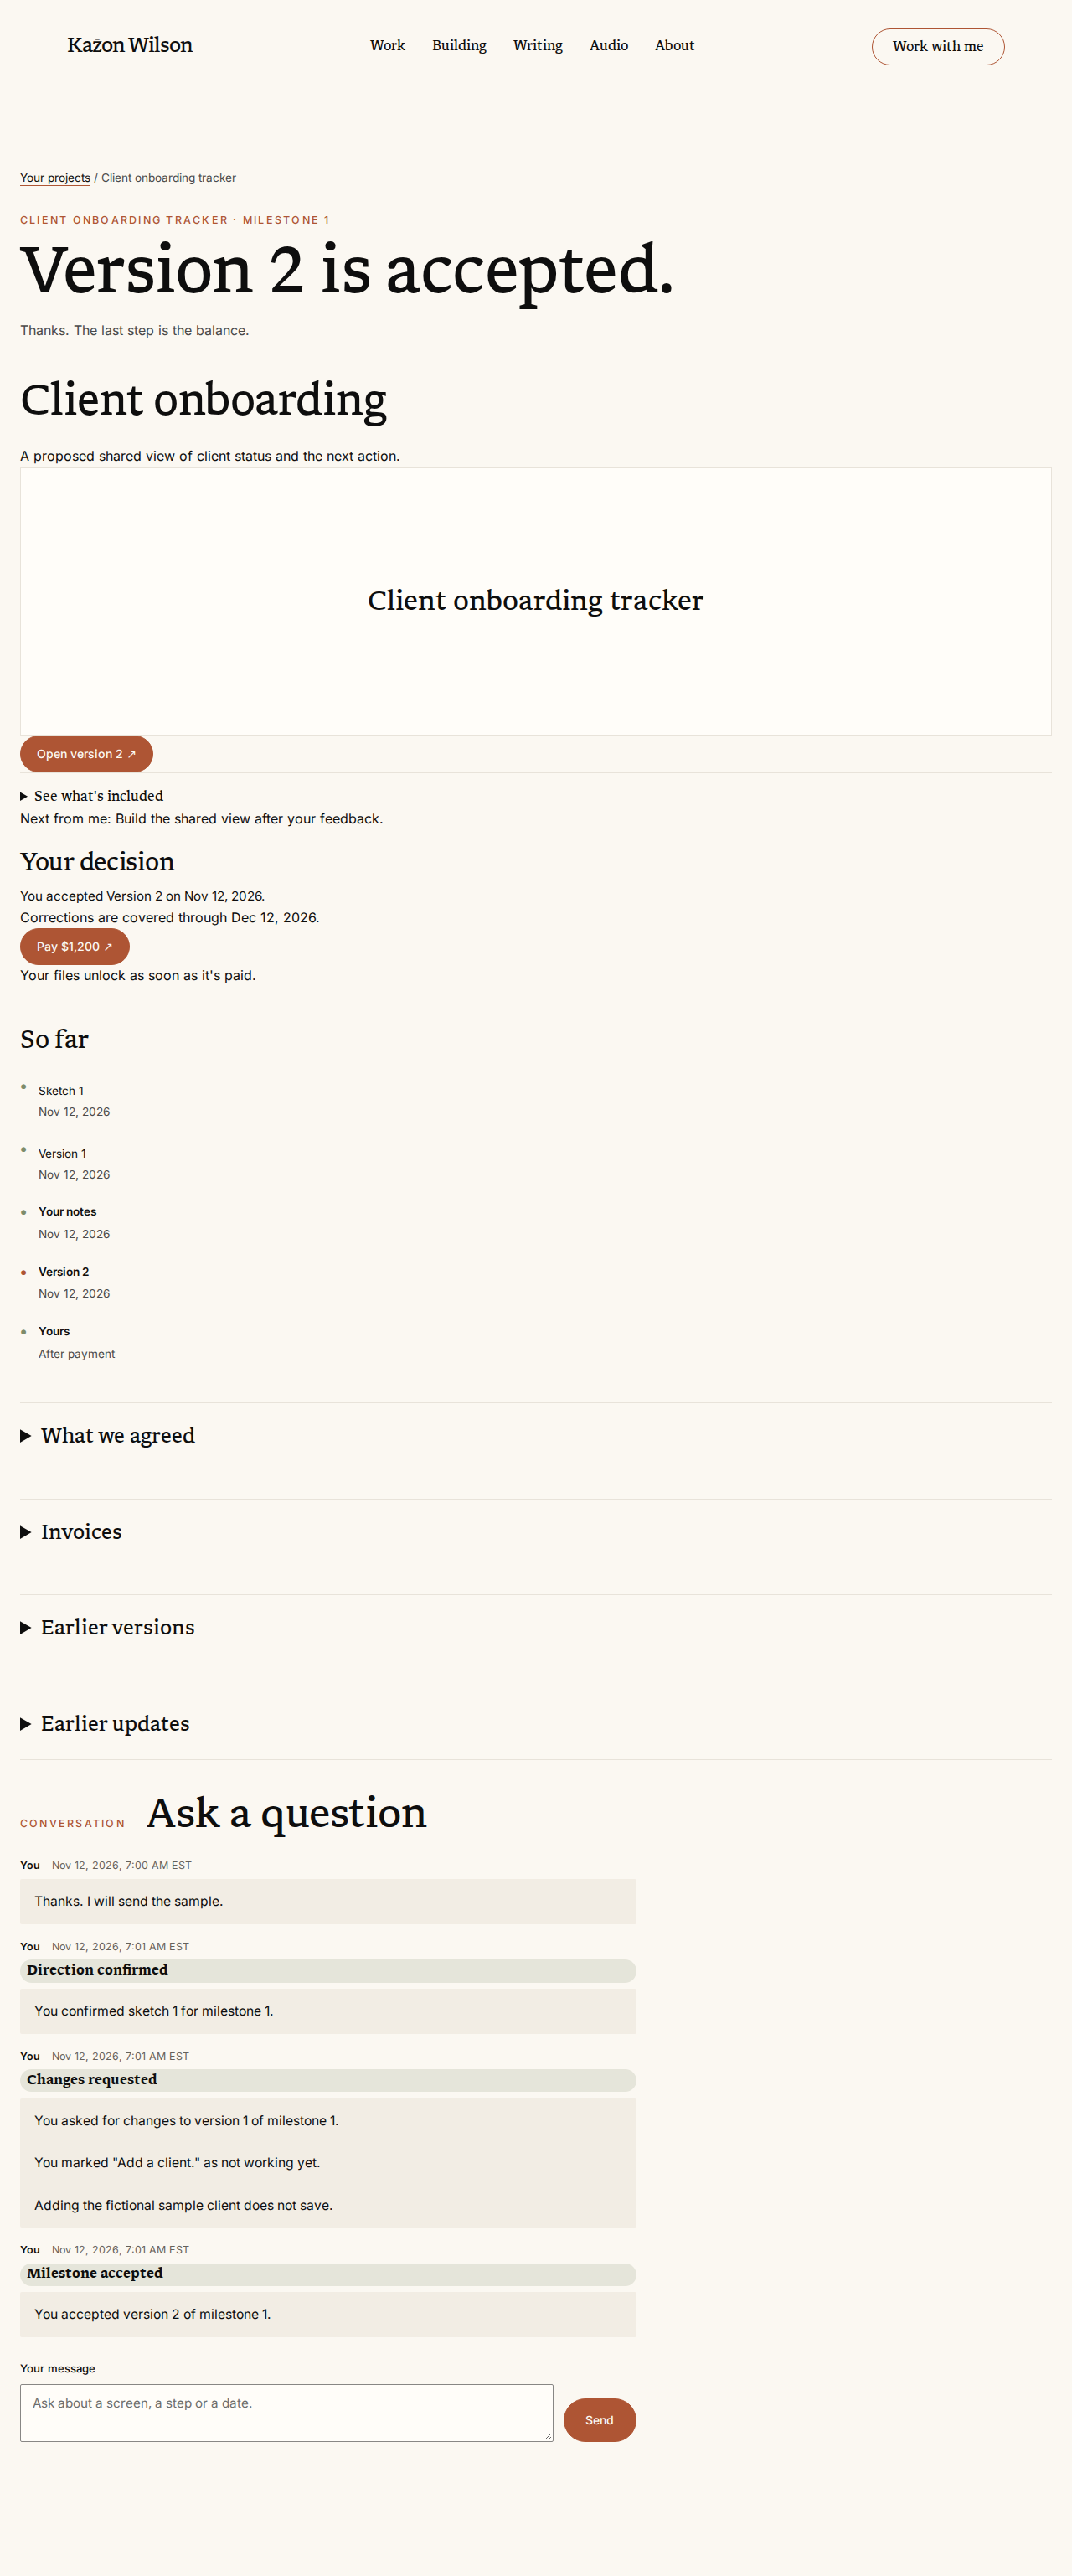 Kazon Wilson
Work Building Writing Audio About
Work with me
Your projects / Client onboarding tracker
CLIENT ONBOARDING TRACKER · MILESTONE 1
Version 2 is accepted.
Thanks. The last step is the balance.
Client onboarding
A proposed shared view of client status and the next action.
Client onboarding tracker
Open version 2 ↗
See what's included
Next from me: Build the shared view after your feedback.
Your decision
You accepted Version 2 on Nov 12, 2026.
Corrections are covered through Dec 12, 2026.
Pay $1,200 ↗
Your files unlock as soon as it's paid.
So far
Sketch 1
Nov 12, 2026
Version 1
Nov 12, 2026
Your notes
Nov 12, 2026
Version 2
Nov 12, 2026
Yours
After payment
What we agreed
Invoices
Earlier versions
Earlier updates
CONVERSATION Ask a question
You Nov 12, 2026, 7:00 AM EST
Thanks. I will send the sample.
You Nov 12, 2026, 7:01 AM EST
Direction confirmed
You confirmed sketch 1 for milestone 1.
You Nov 12, 2026, 7:01 AM EST
Changes requested
You asked for changes to version 1 of milestone 1.
You marked "Add a client." as not working yet.
Adding the fictional sample client does not save.
You Nov 12, 2026, 7:01 AM EST
Milestone accepted
You accepted version 2 of milestone 1.
Your message
Ask about a screen, a step or a date.
Send